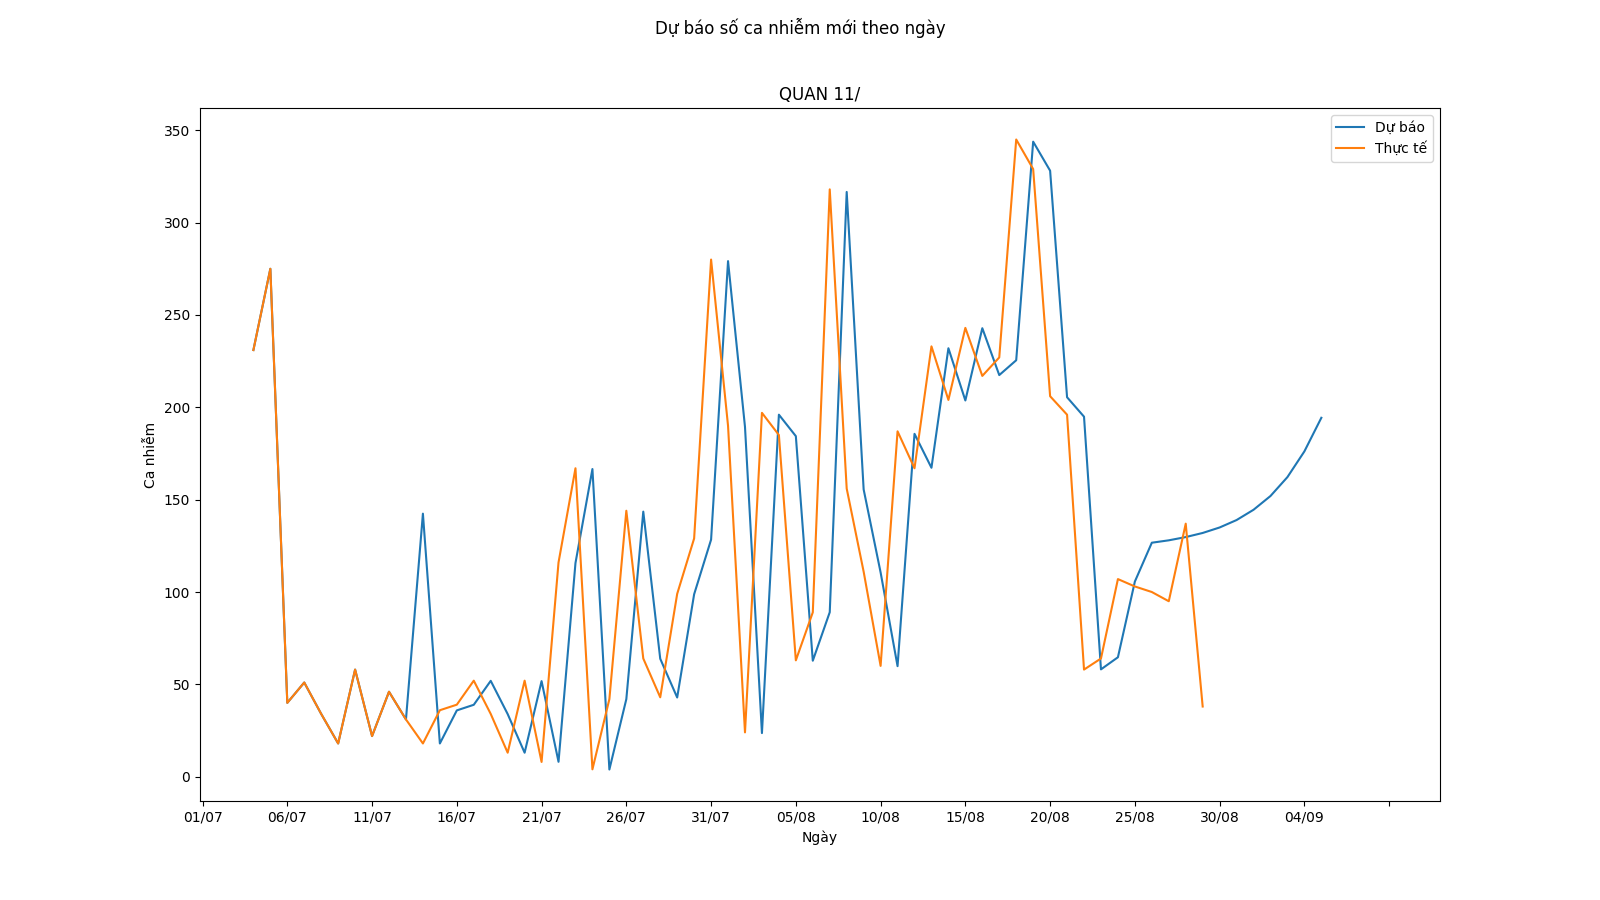 Dự báo số ca nhiễm mới theo ngày
QUAN 11/
Dự báo
Thực tế
350
300
250
200
150
100
50
0
Ca nhiễm
01/07 06/07 11/07 16/07 21/07 26/07 31/07 05/08 10/08 15/08 20/08 25/08 30/08 04/09
Ngày